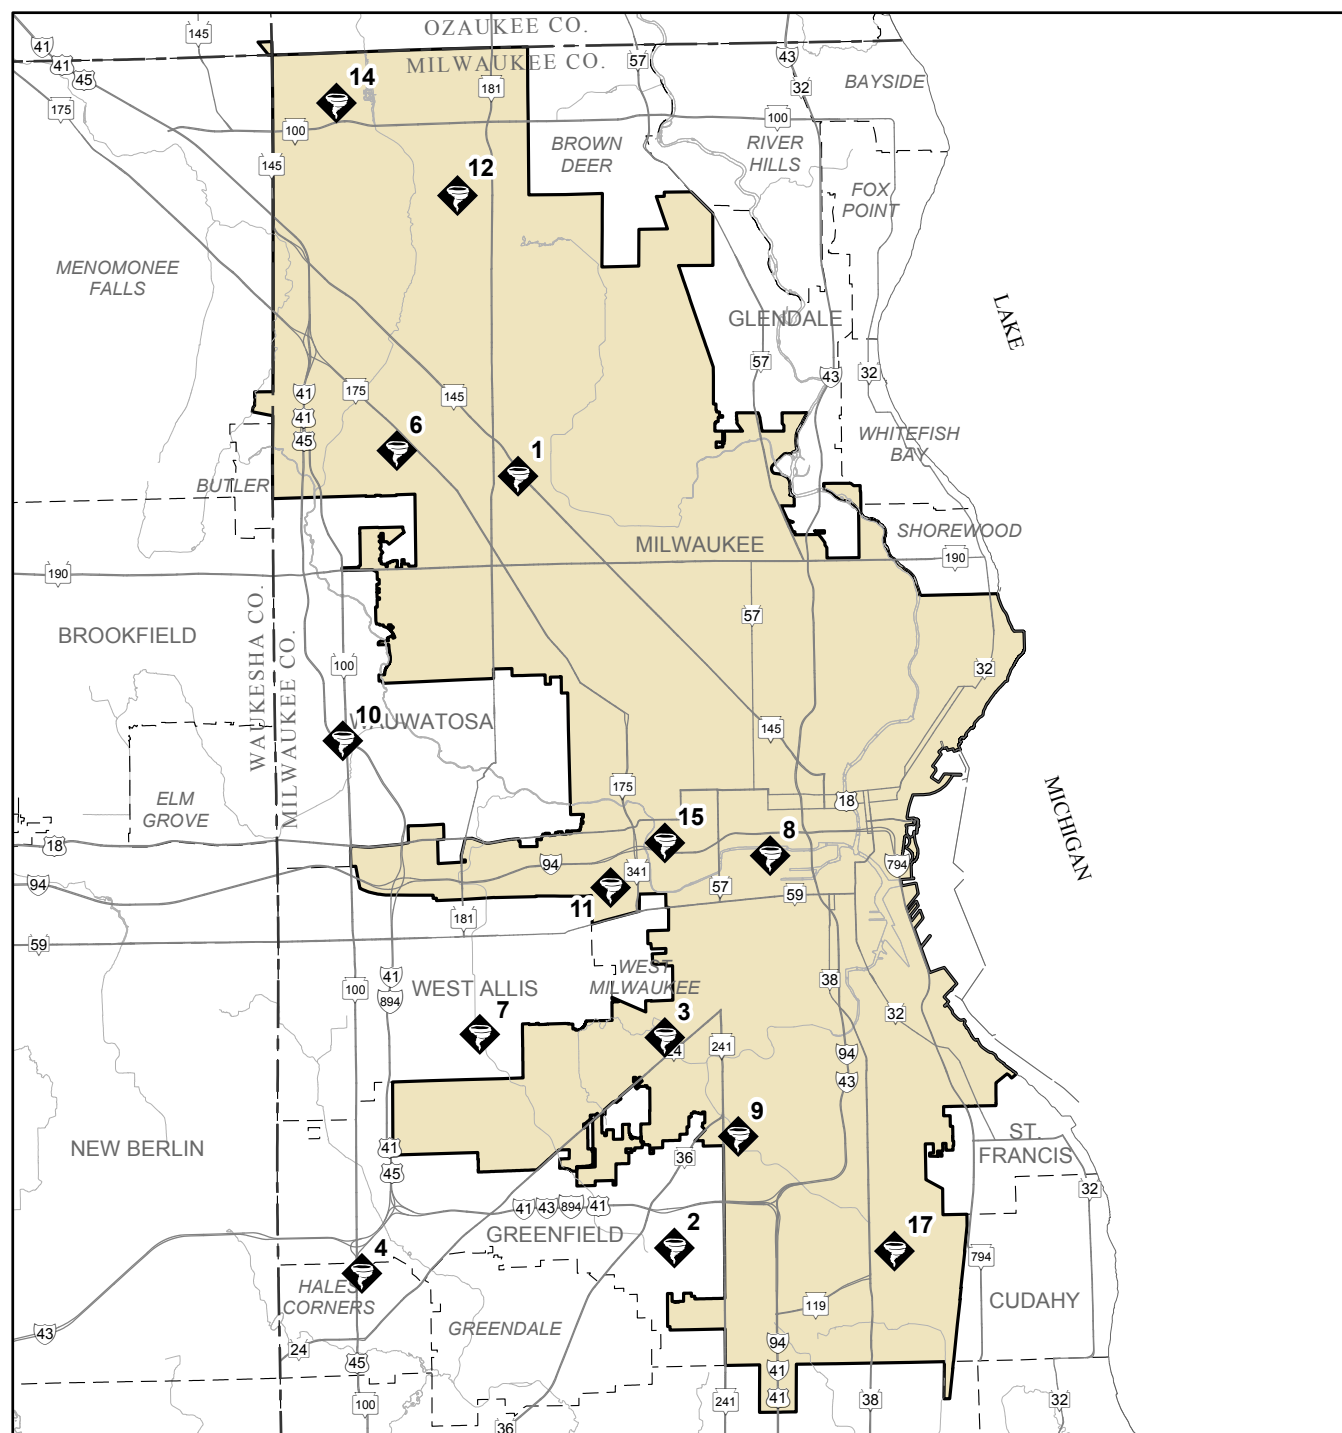 OZAUKEE CO.
MILWAUKEE CO.
145
41
41
45
175
57
43
32
BAYSIDE
14
181
100
100
145
BROWN
DEER
RIVER
HILLS
12
FOX
POINT
MENOMONEE
FALLS
LAKE
GLENDALE
57
43
32
41
41
45
175
145
6
1
WHITEFISH
BAY
BUTLER
SHOREWOOD
MILWAUKEE
190
190
WAUKESHA CO.
MILWAUKEE CO.
BROOKFIELD
57
100
32
10
WAUWATOSA
145
175
18
MICHIGAN
ELM
GROVE
15
8
18
94
94
341
57
59
794
11
181
59
WEST
MILWAUKEE
WEST ALLIS
41
894
100
38
32
7
3
24
241
94
43
9
ST.
FRANCIS
NEW BERLIN
41
45
36
32
41
43
894
41
GREENFIELD
2
17
794
4
HALES
CORNERS
CUDAHY
119
GREENDALE
43
24
45
94
41
41
100
36
241
38
32